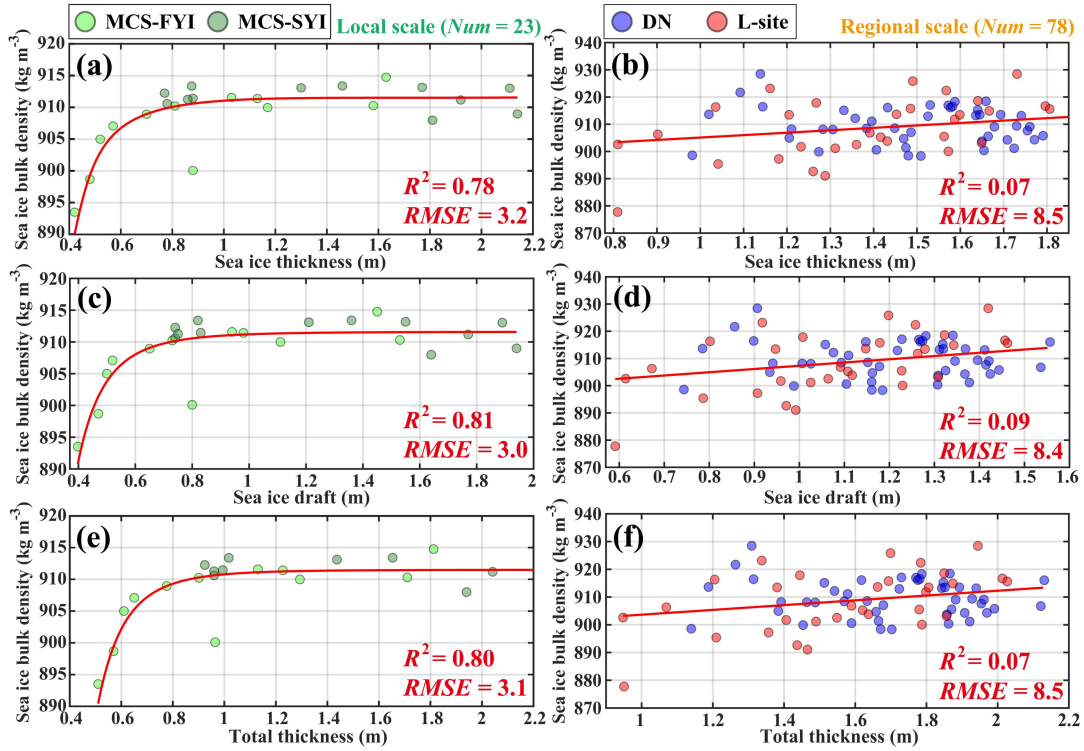 MCS-FYI MCS-SYI Local scale (Num = 23)
DN L-site Regional scale (Num = 78)
(a)
Sea ice bulk density (kg m⁻³)
920
915
910
905
900
895
890
R² = 0.78
RMSE = 3.2
0.4 0.6 0.8 1 1.2 1.4 1.6 1.8 2 2.2
Sea ice thickness (m)
(b)
Sea ice bulk density (kg m⁻³)
940
930
920
910
900
890
880
870
R² = 0.07
RMSE = 8.5
0.8 0.9 1 1.1 1.2 1.3 1.4 1.5 1.6 1.7 1.8
Sea ice thickness (m)
(c)
Sea ice bulk density (kg m⁻³)
920
915
910
905
900
895
890
R² = 0.81
RMSE = 3.0
0.4 0.6 0.8 1 1.2 1.4 1.6 1.8 2
Sea ice draft (m)
(d)
Sea ice bulk density (kg m⁻³)
940
930
920
910
900
890
880
870
R² = 0.09
RMSE = 8.4
0.6 0.7 0.8 0.9 1 1.1 1.2 1.3 1.4 1.5 1.6
Sea ice draft (m)
(e)
Sea ice bulk density (kg m⁻³)
920
915
910
905
900
895
890
R² = 0.80
RMSE = 3.1
0.4 0.6 0.8 1 1.2 1.4 1.6 1.8 2 2.2
Total thickness (m)
(f)
Sea ice bulk density (kg m⁻³)
940
930
920
910
900
890
880
870
R² = 0.07
RMSE = 8.5
1 1.2 1.4 1.6 1.8 2 2.2
Total thickness (m)